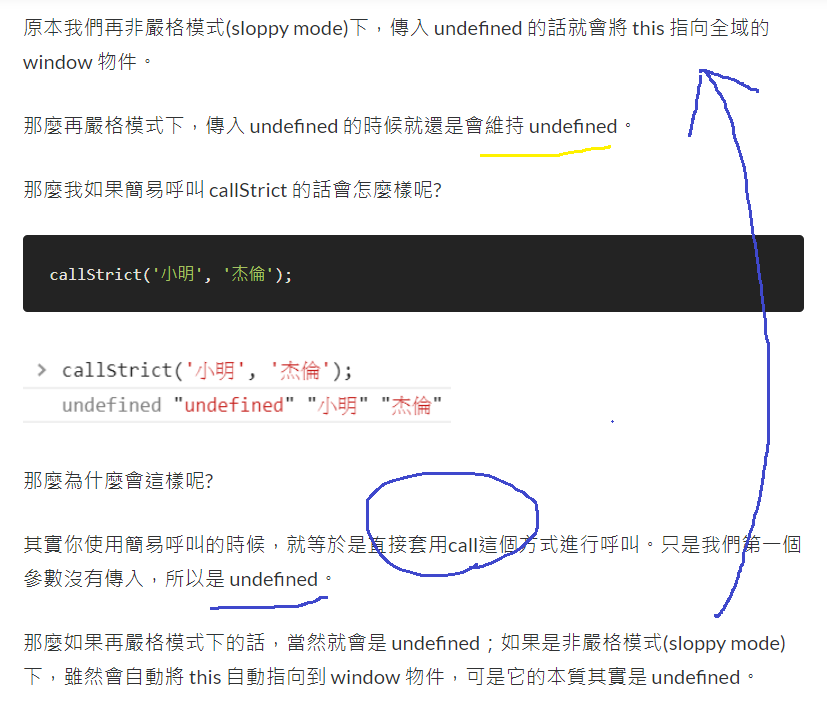 原本我們再非嚴格模式(sloppy mode)下，傳入 undefined 的話就會將 this 指向全域的
window 物件。
那麼再嚴格模式下，傳入 undefined 的時候就還是會維持 undefined。
那麼我如果簡易呼叫 callStrict 的話會怎麼樣呢?
callStrict('小明', '杰倫');
> callStrict('小明', '杰倫');
undefined "undefined" "小明" "杰倫"
那麼為什麼會這樣呢?
其實你使用簡易呼叫的時候，就等於是直接套用call這個方式進行呼叫。只是我們第一個
參數沒有傳入，所以是 undefined。
那麼如果再嚴格模式下的話，當然就會是 undefined；如果是非嚴格模式(sloppy mode)
下，雖然會自動將 this 自動指向到 window 物件，可是它的本質其實是 undefined。